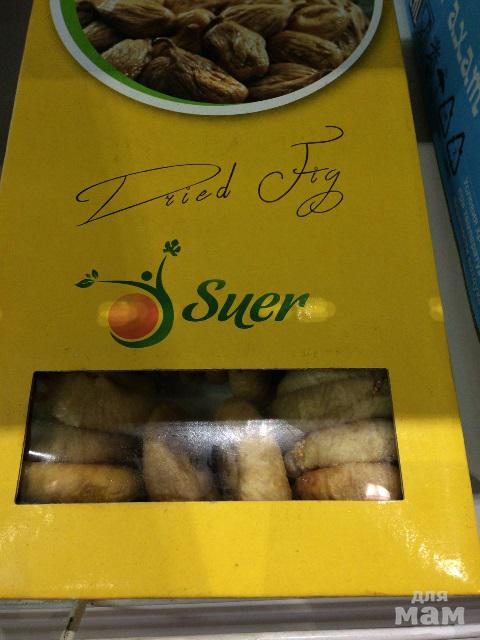 Dried Fig
Suer
для
мам